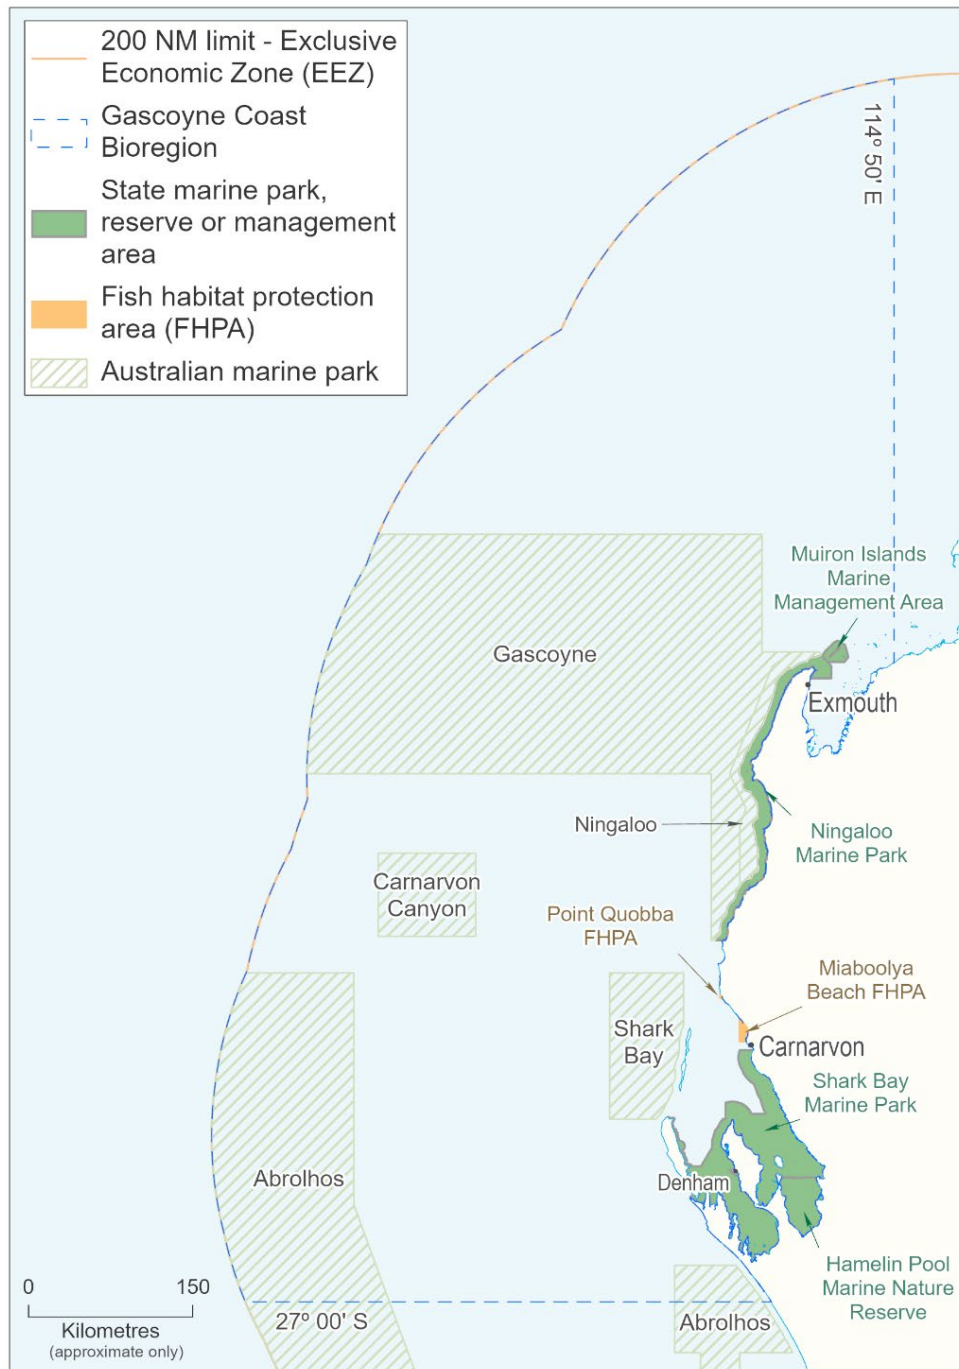 200 NM limit - Exclusive
Economic Zone (EEZ)
Gascoyne Coast
Bioregion
State marine park,
reserve or management
area
Fish habitat protection
area (FHPA)
Australian marine park
114º 50' E
Muiron Islands
Marine
Management Area
Gascoyne
Exmouth
Ningaloo
Ningaloo
Marine Park
Carnarvon
Canyon
Point Quobba
FHPA
Miaboolya
Beach FHPA
Shark
Bay
Carnarvon
Shark Bay
Marine Park
Abrolhos
Denham
Hamelin Pool
Marine Nature
Reserve
0 150
Kilometres
(approximate only)
27º 00' S
Abrolhos